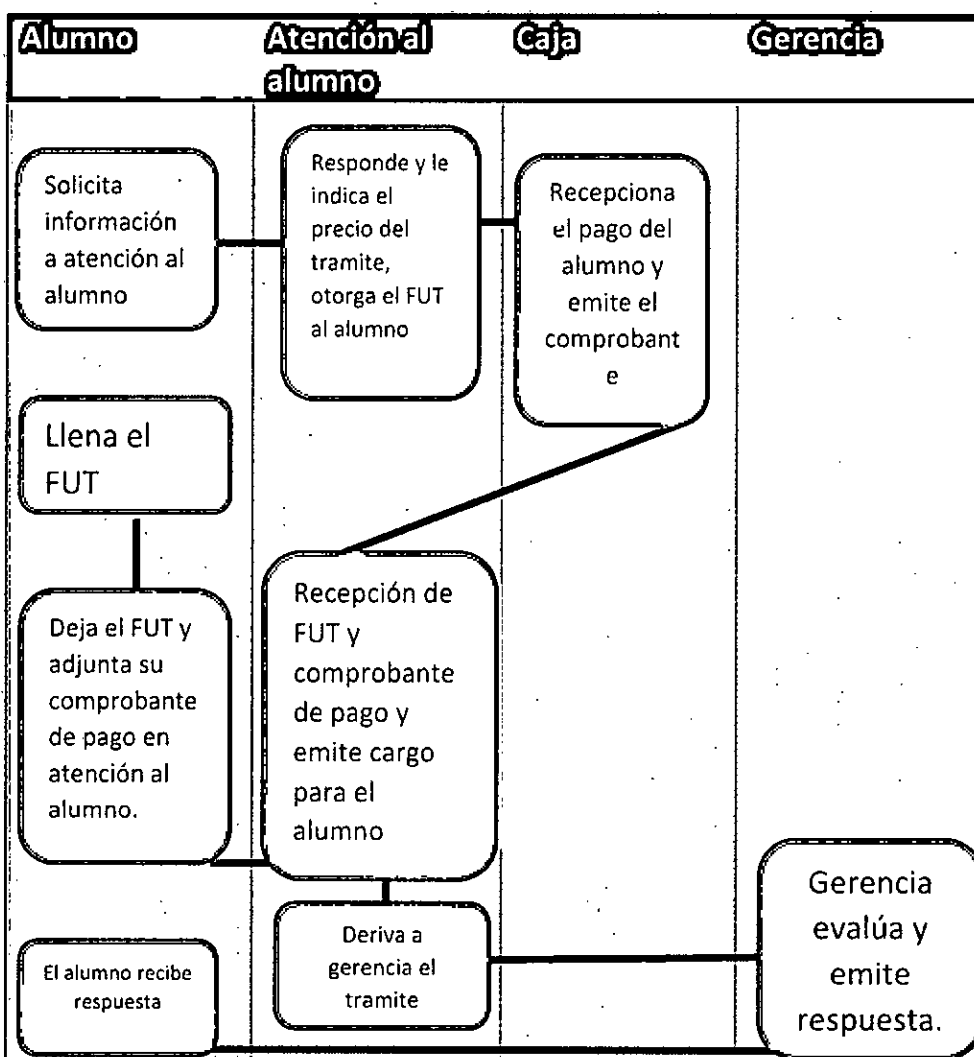 Alumno
Atención al
alumno
Caja
Gerencia
Solicita
información
a atención al
alumno
Responde y le
indica el
precio del
tramite,
otorga el FUT
al alumno
Recepciona
el pago del
alumno y
emite el
comprobant
e
Llena el
FUT
Deja el FUT y
adjunta su
comprobante
de pago en
atención al
alumno.
Recepción de
FUT y
comprobante
de pago y
emite cargo
para el
alumno
Deriva a
gerencia el
tramite
Gerencia
evalúa y
emite
respuesta.
El alumno recibe
respuesta